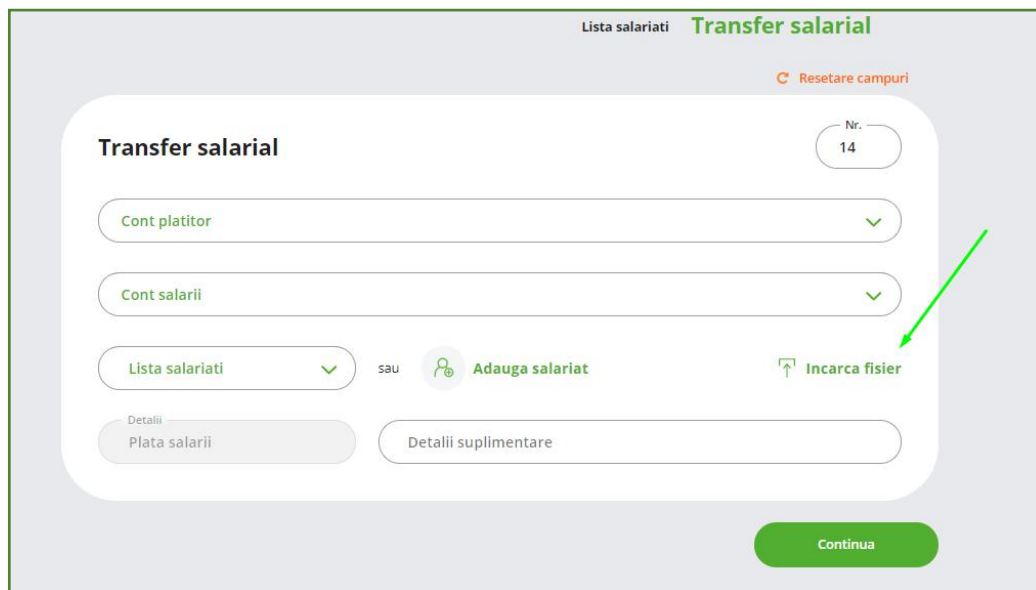 Lista salariati Transfer salarial
Resetare campuri
Transfer salarial
Nr.
14
Cont platitor
Cont salarii
Lista salariati sau Adauga salariat Incarca fisier
Detalii
Plata salarii Detalii suplimentare
Continua